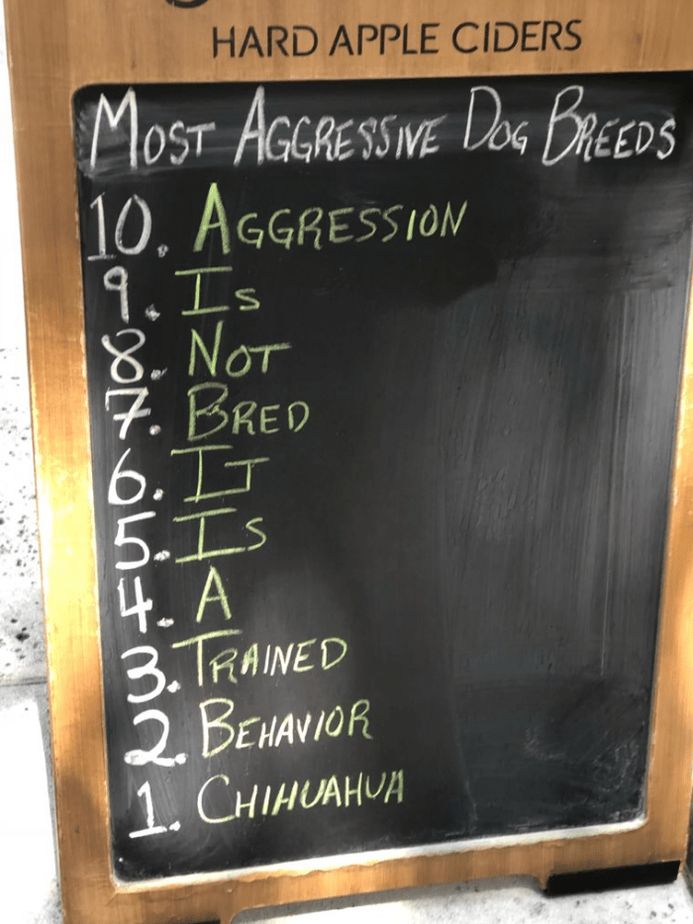 HARD APPLE CIDERS
MOST AGGRESSIVE DOG BREEDS
10. AGGRESSION
9. IS
8. NOT
7. BRED
6. IT
5. IS
4. A
3. TRAINED
2. BEHAVIOR
1. CHIHUAHUA